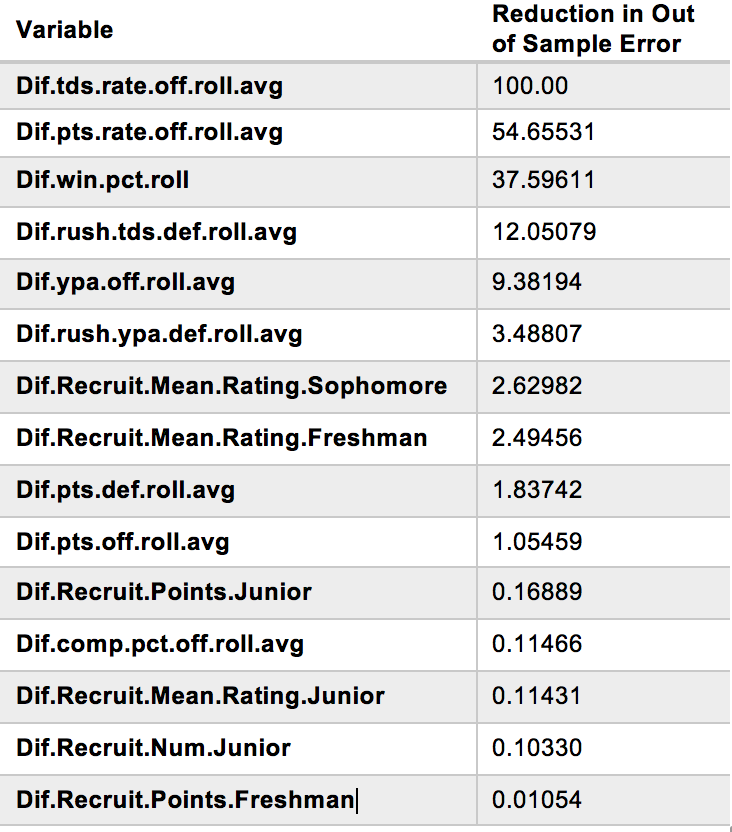 Variable Reduction in Out
of Sample Error
Dif.tds.rate.off.roll.avg 100.00
Dif.pts.rate.off.roll.avg 54.65531
Dif.win.pct.roll 37.59611
Dif.rush.tds.def.roll.avg 12.05079
Dif.ypa.off.roll.avg 9.38194
Dif.rush.ypa.def.roll.avg 3.48807
Dif.Recruit.Mean.Rating.Sophomore 2.62982
Dif.Recruit.Mean.Rating.Freshman 2.49456
Dif.pts.def.roll.avg 1.83742
Dif.pts.off.roll.avg 1.05459
Dif.Recruit.Points.Junior 0.16889
Dif.comp.pct.off.roll.avg 0.11466
Dif.Recruit.Mean.Rating.Junior 0.11431
Dif.Recruit.Num.Junior 0.10330
Dif.Recruit.Points.Freshman 0.01054